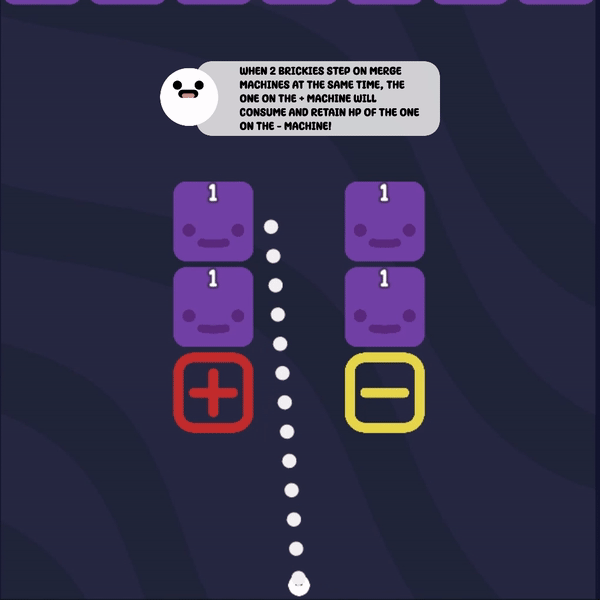 WHEN 2 BRICKIES STEP ON MERGE
MACHINES AT THE SAME TIME, THE
ONE ON THE + MACHINE WILL
CONSUME AND RETAIN HP OF THE ONE
ON THE - MACHINE!
1 1
1 1
+ −